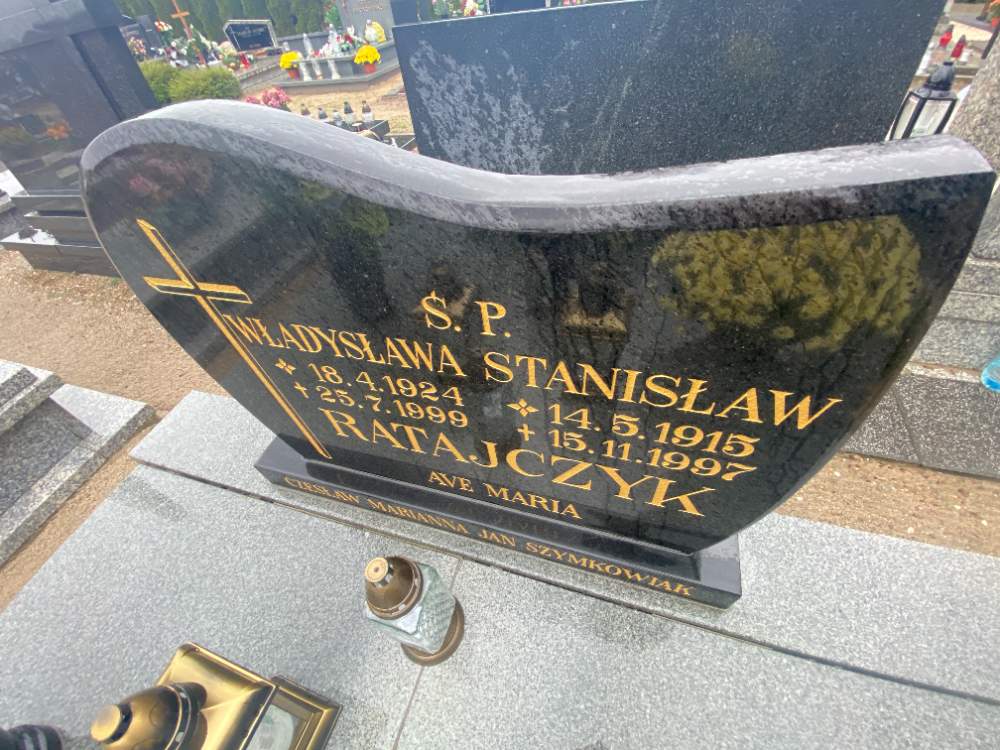 Ś. P.
WŁADYSŁAWA STANISŁAW
18.4.1924 14.5.1915
✝ 25.7.1999 ✝ 15.11.1997
RATAJCZYK
AVE MARIA
CZESŁAW MARIANNA JAN SZYMKOWIAK